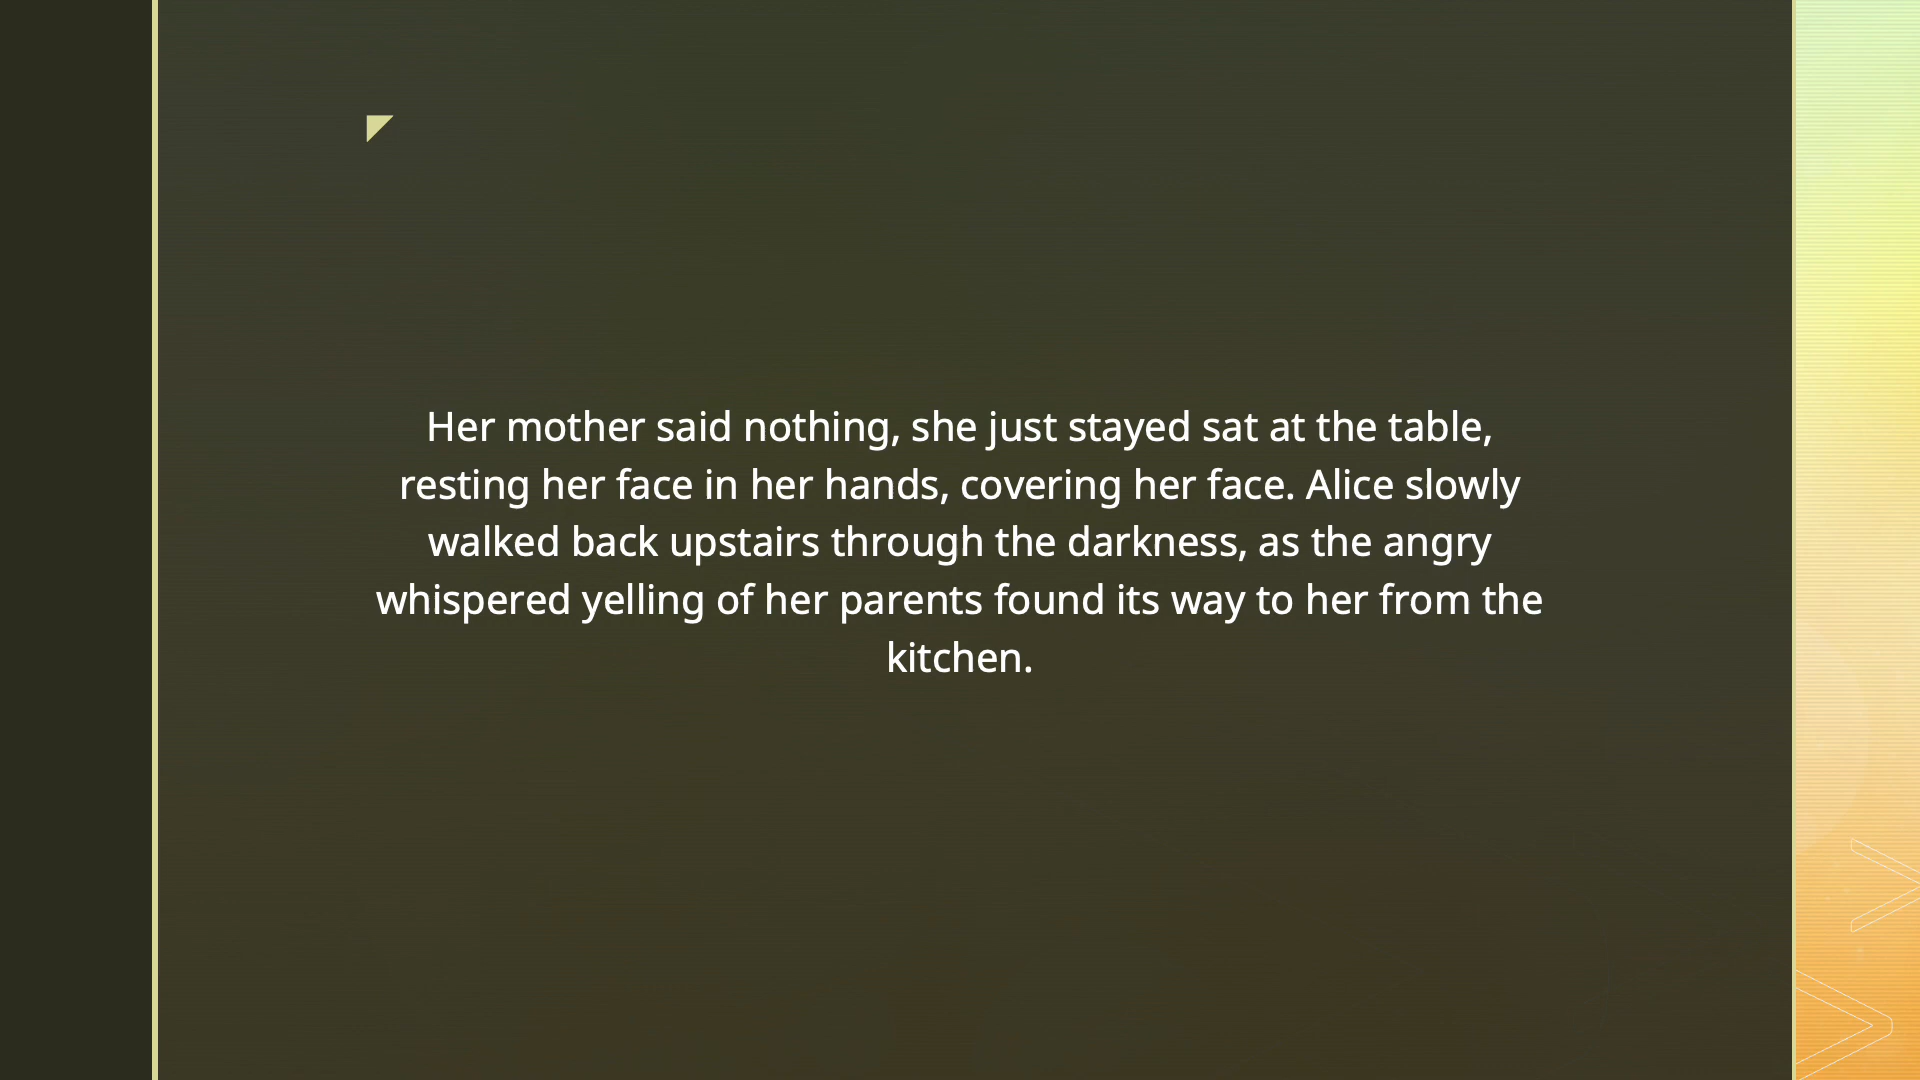 Her mother said nothing, she just stayed sat at the table,
resting her face in her hands, covering her face. Alice slowly
walked back upstairs through the darkness, as the angry
whispered yelling of her parents found its way to her from the
kitchen.